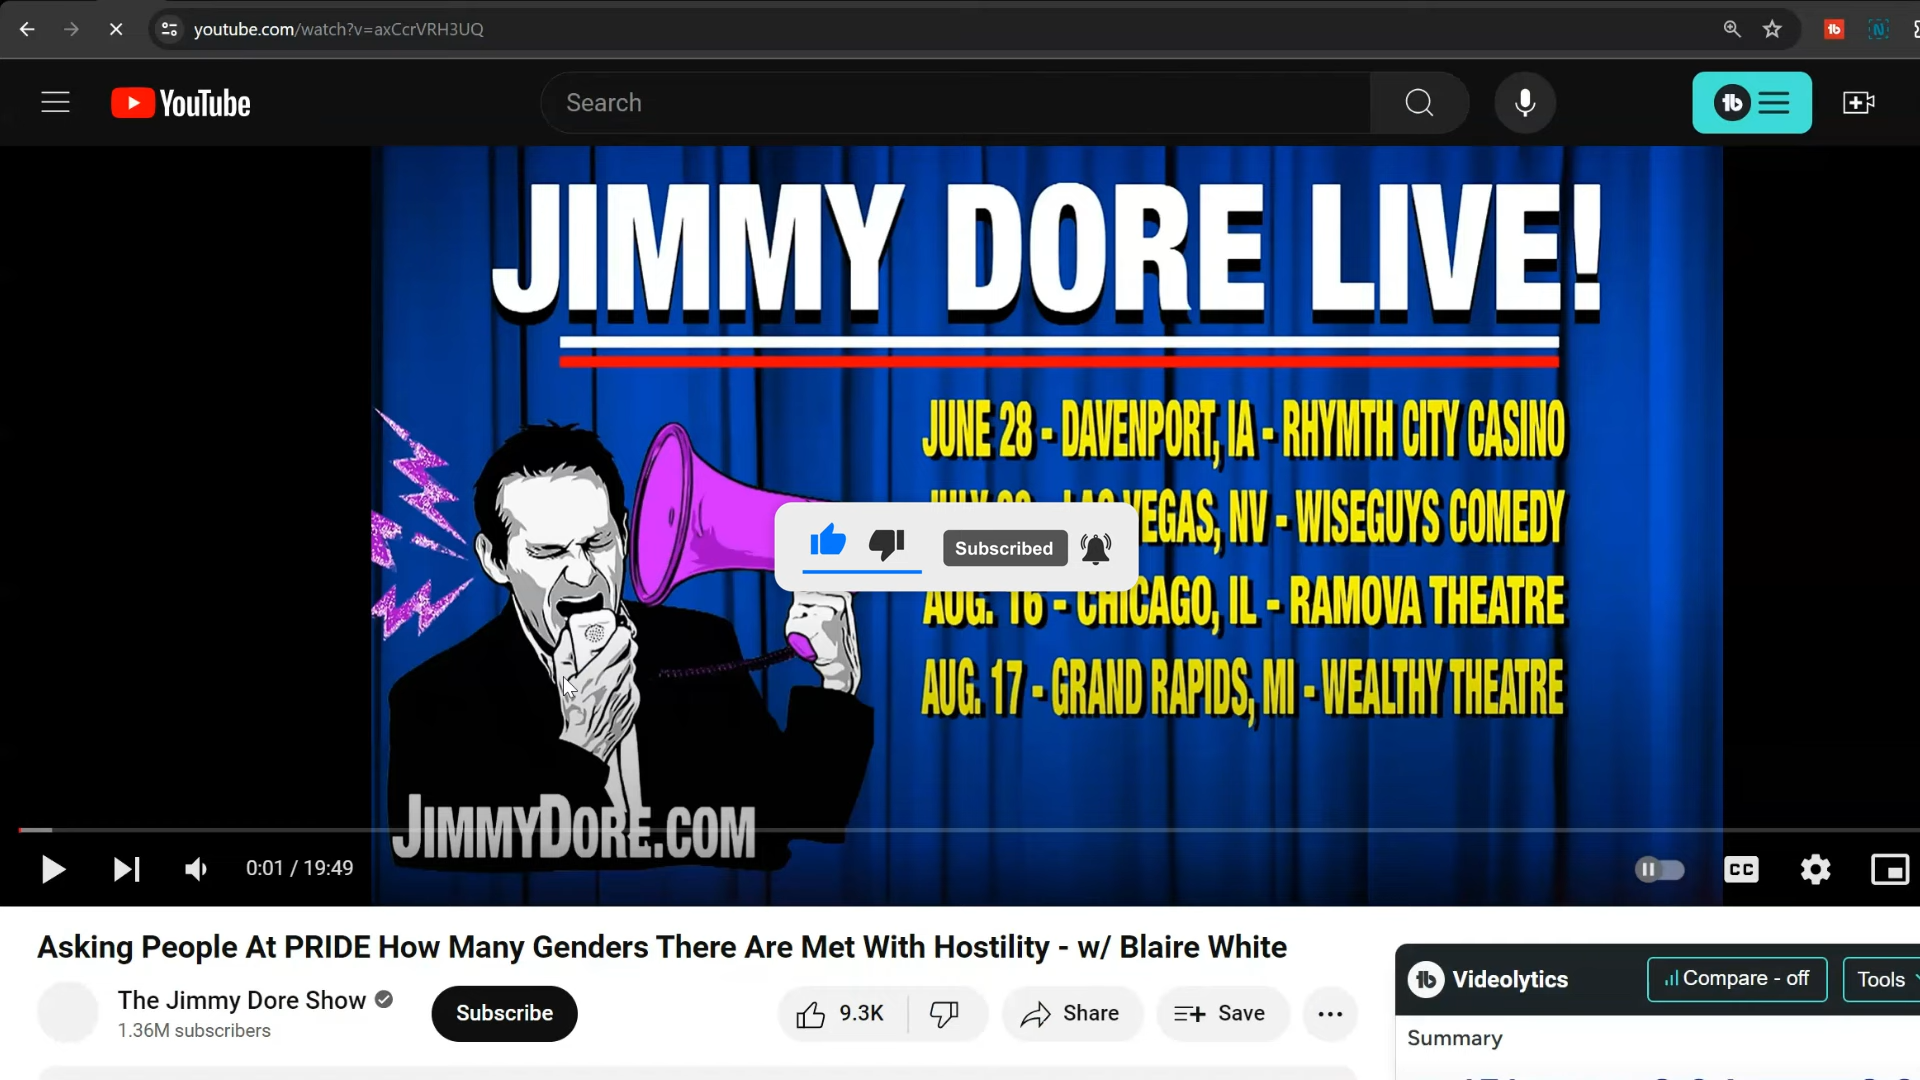 youtube.com/watch?v=axCcrVRH3UQ
YouTube
Search
JIMMY DORE LIVE!
JUNE 28 - DAVENPORT, IA - RHYMTH CITY CASINO
VEGAS, NV - WISEGUYS COMEDY
Subscribed
AUG. 16 - CHICAGO, IL - RAMOVA THEATRE
AUG. 17 - GRAND RAPIDS, MI - WEALTHY THEATRE
JIMMYDORE.COM
0:01 / 19:49
CC
Asking People At PRIDE How Many Genders There Are Met With Hostility - w/ Blaire White
The Jimmy Dore Show
1.36M subscribers
Subscribe
9.3K
Share
Save
Videolytics
Compare - off
Tools
Summary